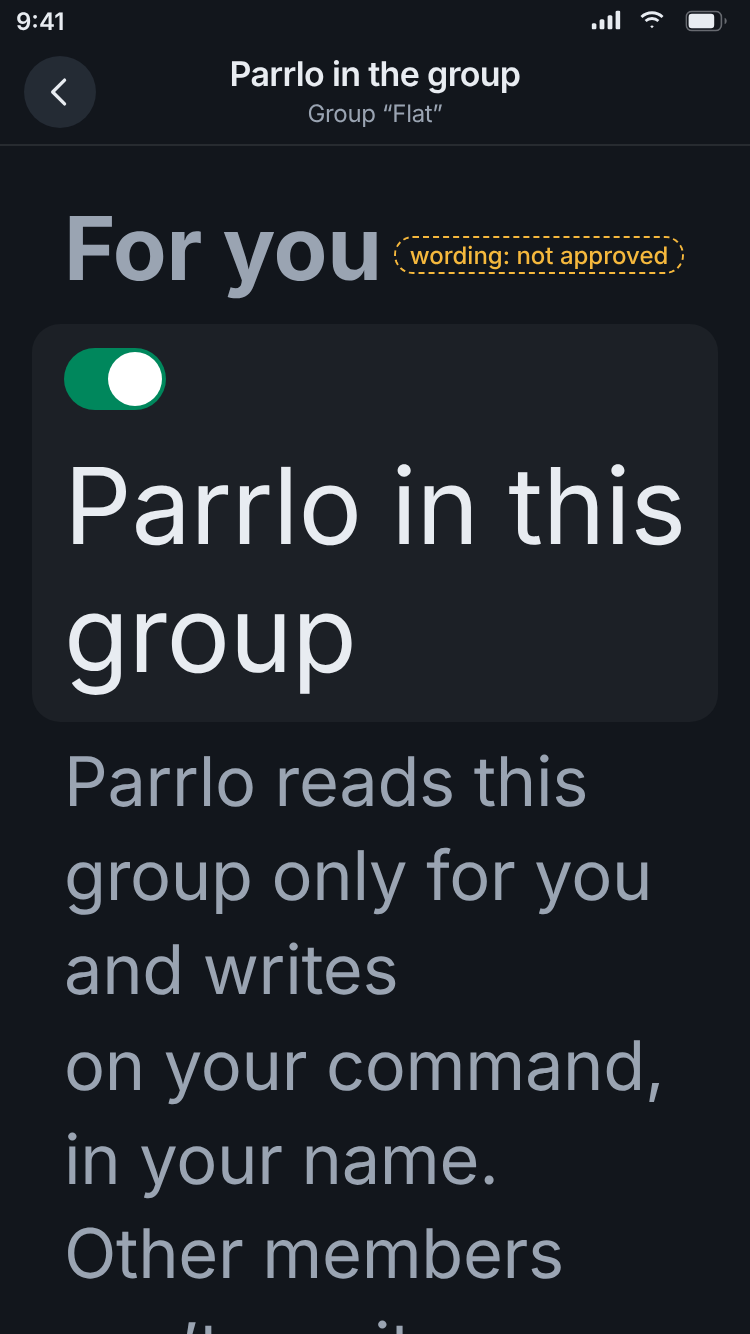 9:41
Parrlo in the group
Group “Flat”
For you
wording: not approved
Parrlo in this
group
Parrlo reads this
group only for you
and writes
on your command,
in your name.
Other members